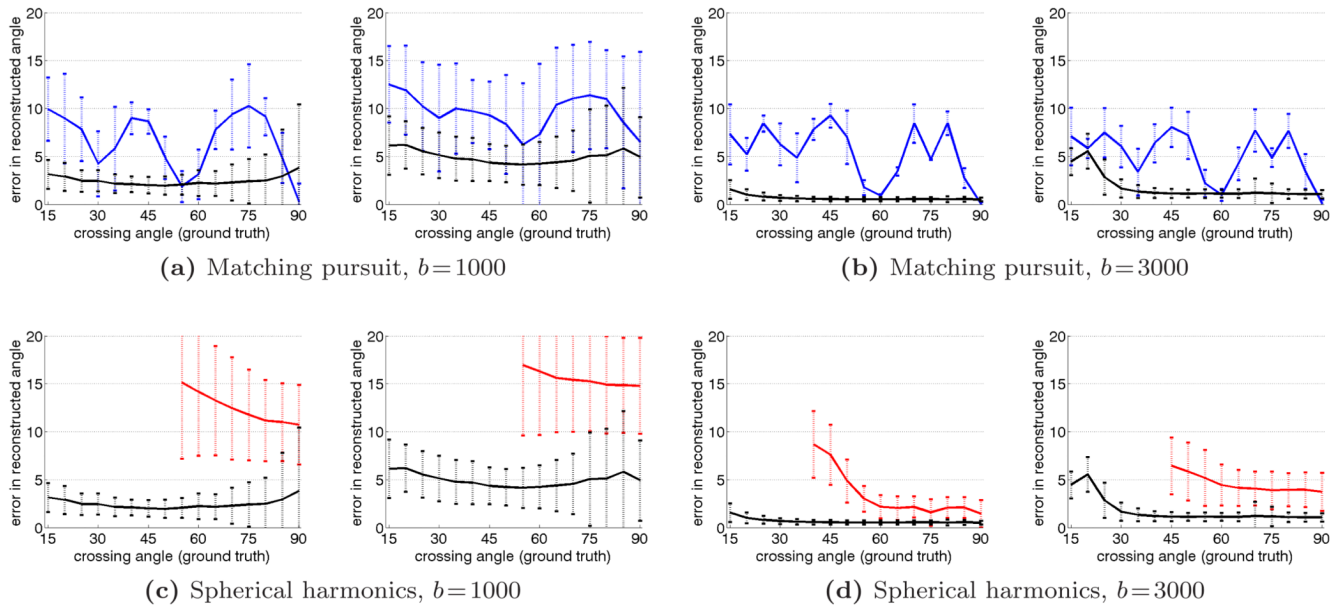 error in reconstructed angle
20
15
10
5
0
15 30 45 60 75 90
crossing angle (ground truth)
error in reconstructed angle
20
15
10
5
0
15 30 45 60 75 90
crossing angle (ground truth)
(a) Matching pursuit, b=1000
error in reconstructed angle
20
15
10
5
0
15 30 45 60 75 90
crossing angle (ground truth)
error in reconstructed angle
20
15
10
5
0
15 30 45 60 75 90
crossing angle (ground truth)
(b) Matching pursuit, b=3000
error in reconstructed angle
20
15
10
5
0
15 30 45 60 75 90
crossing angle (ground truth)
error in reconstructed angle
20
15
10
5
0
15 30 45 60 75 90
crossing angle (ground truth)
(c) Spherical harmonics, b=1000
error in reconstructed angle
20
15
10
5
0
15 30 45 60 75 90
crossing angle (ground truth)
error in reconstructed angle
20
15
10
5
0
15 30 45 60 75 90
crossing angle (ground truth)
(d) Spherical harmonics, b=3000